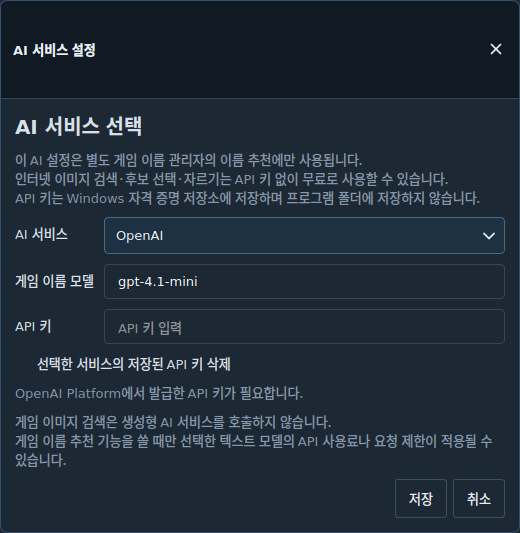 AI 서비스 설정
AI 서비스 선택
이 AI 설정은 별도 게임 이름 관리자의 이름 추천에만 사용됩니다.
인터넷 이미지 검색·후보 선택·자르기는 API 키 없이 무료로 사용할 수 있습니다.
API 키는 Windows 자격 증명 저장소에 저장하며 프로그램 폴더에 저장하지 않습니다.
AI 서비스 OpenAI
게임 이름 모델 gpt-4.1-mini
API 키 API 키 입력
선택한 서비스의 저장된 API 키 삭제
OpenAI Platform에서 발급한 API 키가 필요합니다.
게임 이미지 검색은 생성형 AI 서비스를 호출하지 않습니다.
게임 이름 추천 기능을 쓸 때만 선택한 텍스트 모델의 API 사용료나 요청 제한이 적용될 수
있습니다.
저장 취소